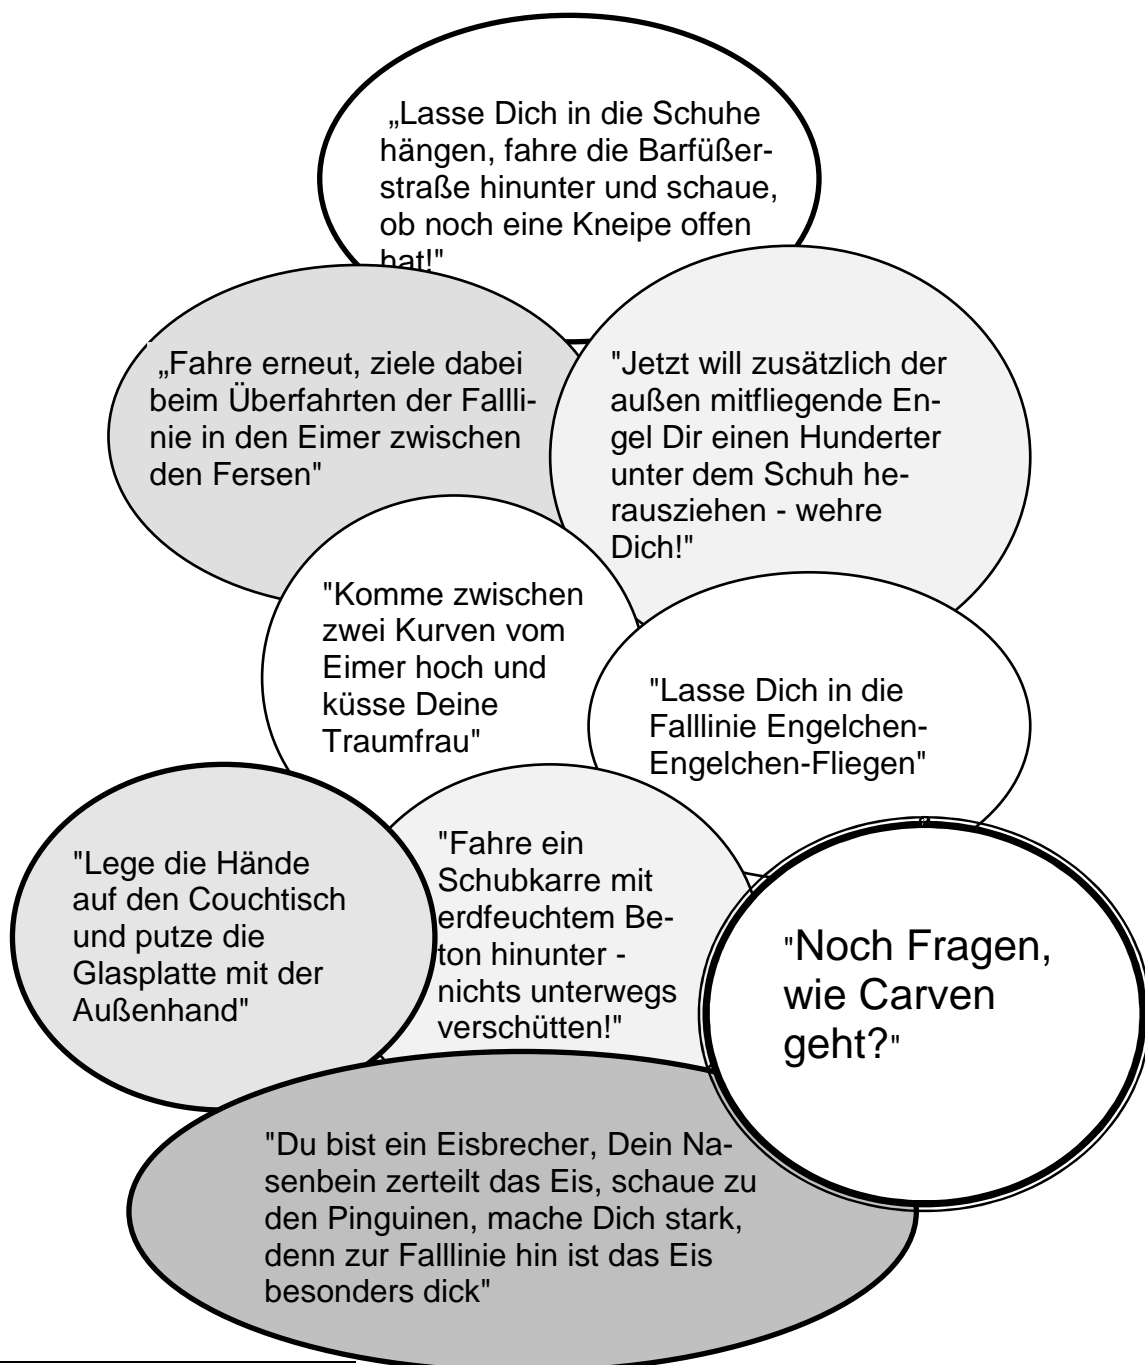 „Lasse Dich in die Schuhe
hängen, fahre die Barfüßer-
straße hinunter und schaue,
ob noch eine Kneipe offen
hat!"
„Fahre erneut, ziele dabei
beim Überfahrten der Fallli-
nie in den Eimer zwischen
den Fersen"
"Jetzt will zusätzlich der
außen mitfliegende En-
gel Dir einen Hunderter
unter dem Schuh he-
rausziehen - wehre
Dich!"
"Komme zwischen
zwei Kurven vom
Eimer hoch und
küsse Deine
Traumfrau"
"Lasse Dich in die
Falllinie Engelchen-
Engelchen-Fliegen"
"Lege die Hände
auf den Couchtisch
und putze die
Glasplatte mit der
Außenhand"
"Fahre ein
Schubkarre mit
erdfeuchtem Be-
ton hinunter -
nichts unterwegs
verschütten!"
"Noch Fragen,
wie Carven
geht?"
"Du bist ein Eisbrecher, Dein Na-
senbein zerteilt das Eis, schaue zu
den Pinguinen, mache Dich stark,
denn zur Falllinie hin ist das Eis
besonders dick"